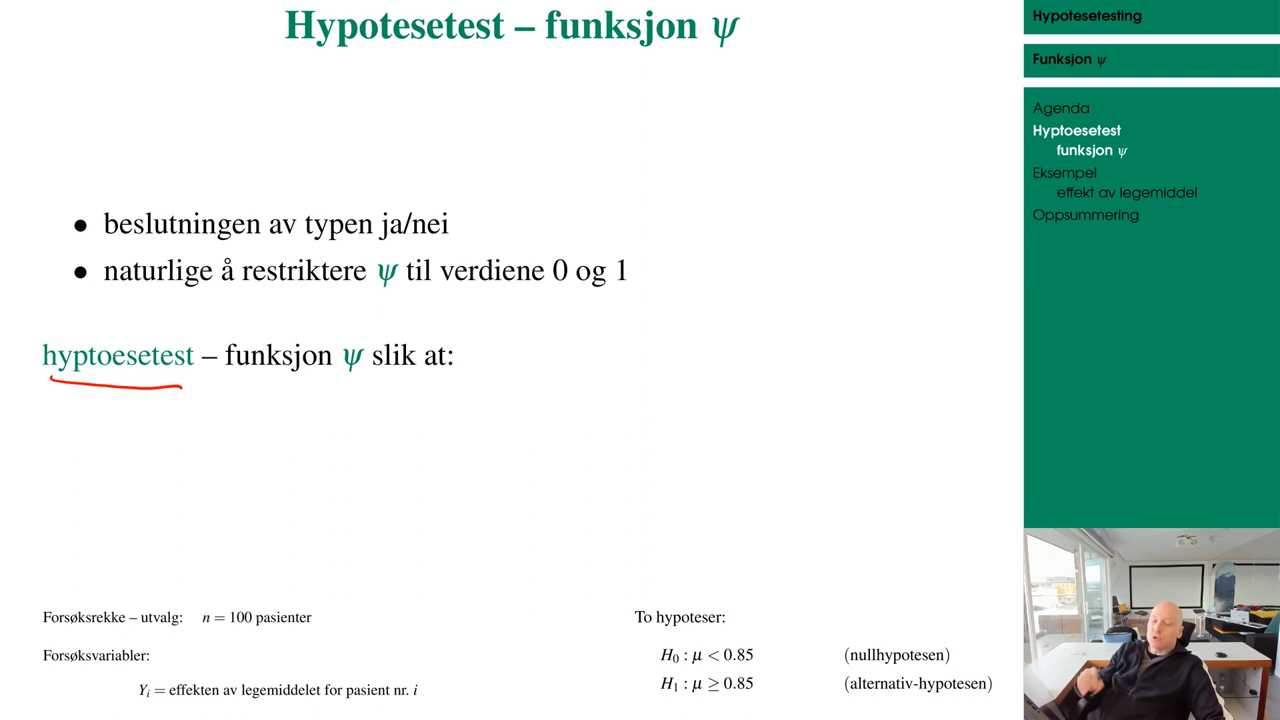 Hypotesetest – funksjon ψ
• beslutningen av typen ja/nei
• naturlige å restriktere ψ til verdiene 0 og 1
hyptoesetest – funksjon ψ slik at:
Forsøksrekke – utvalg: n = 100 pasienter
Forsøksvariabler:
Yᵢ = effekten av legemiddelet for pasient nr. i
To hypoteser:
H₀ : μ < 0.85 (nullhypotesen)
H₁ : μ ≥ 0.85 (alternativ-hypotesen)
Hypotesetesting
Funksjon ψ
Agenda
Hyptoesetest
funksjon ψ
Eksempel
effekt av legemiddel
Oppsummering